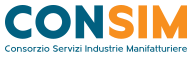 CONSIM
Consorzio Servizi Industrie Manifatturiere